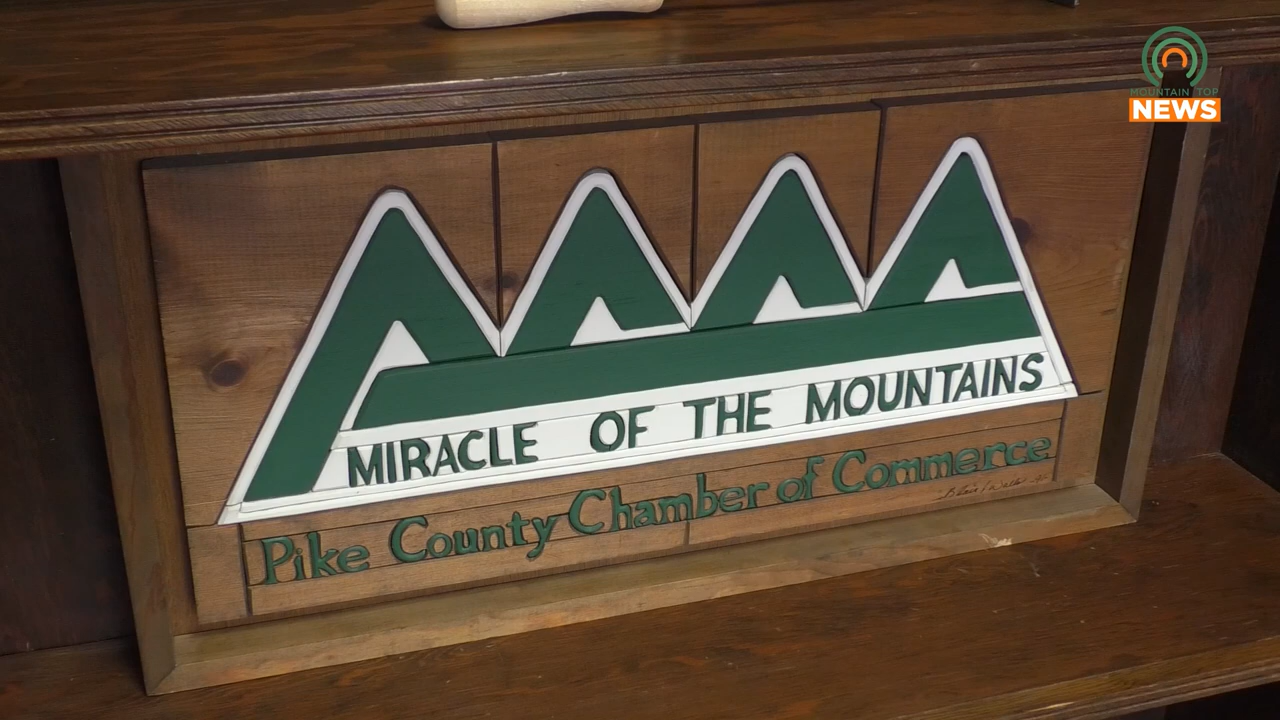 MOUNTAIN TOP
NEWS
MIRACLE OF THE MOUNTAINS
Pike County Chamber of Commerce